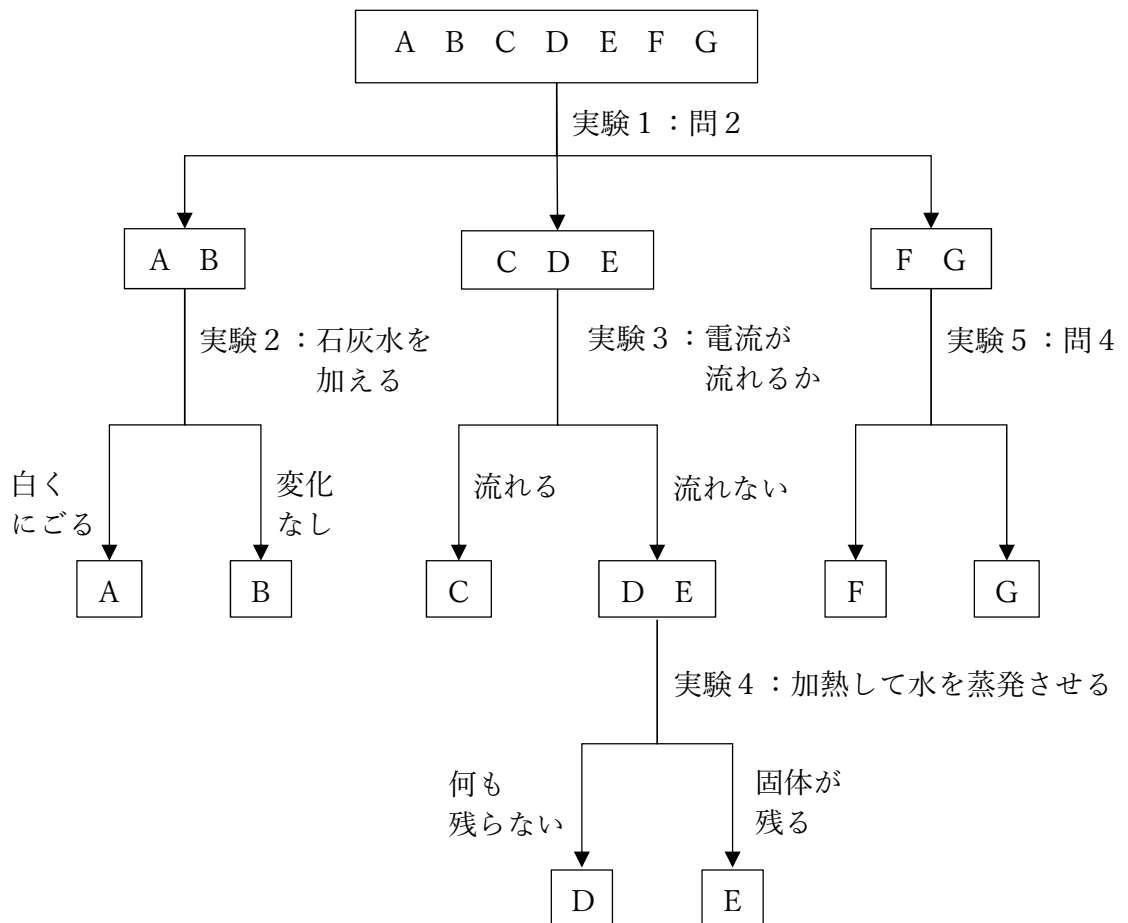 A B C D E F G
実験1：問2
A B
C D E
F G
実験2：石灰水を
加える
実験3：電流が
流れるか
実験5：問4
白く
にごる
変化
なし
流れる
流れない
A
B
C
D E
F
G
実験4：加熱して水を蒸発させる
何も
残らない
固体が
残る
D
E